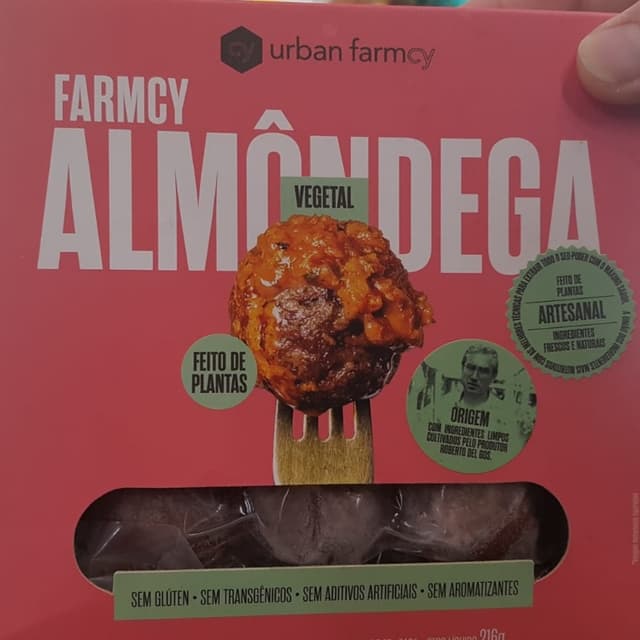 urban farmcy
FARMCY
ALMÔNDEGA
VEGETAL
FEITO DE
PLANTAS
FEITO DE
PLANTAS
ARTESANAL
INGREDIENTES
FRESCOS E NATURAIS
ORIGEM
COM INGREDIENTES LIMPOS
CULTIVADOS PELO PRODUTOR
ROBERTO DEL GOS.
SEM GLÚTEN • SEM TRANSGÊNICOS • SEM ADITIVOS ARTIFICIAIS • SEM AROMATIZANTES
216g